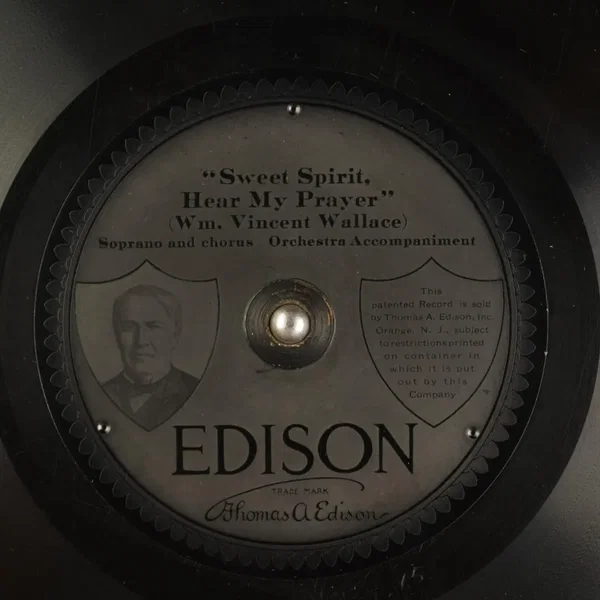 “Sweet Spirit,
Hear My Prayer”
(Wm. Vincent Wallace)
Soprano and chorus Orchestra Accompaniment
This
patented Record is sold
by Thomas A. Edison, Inc.
Orange, N. J., subject
to restrictions printed
on container in
which it is put
out by this
Company
EDISON
TRADE MARK
Thomas A Edison